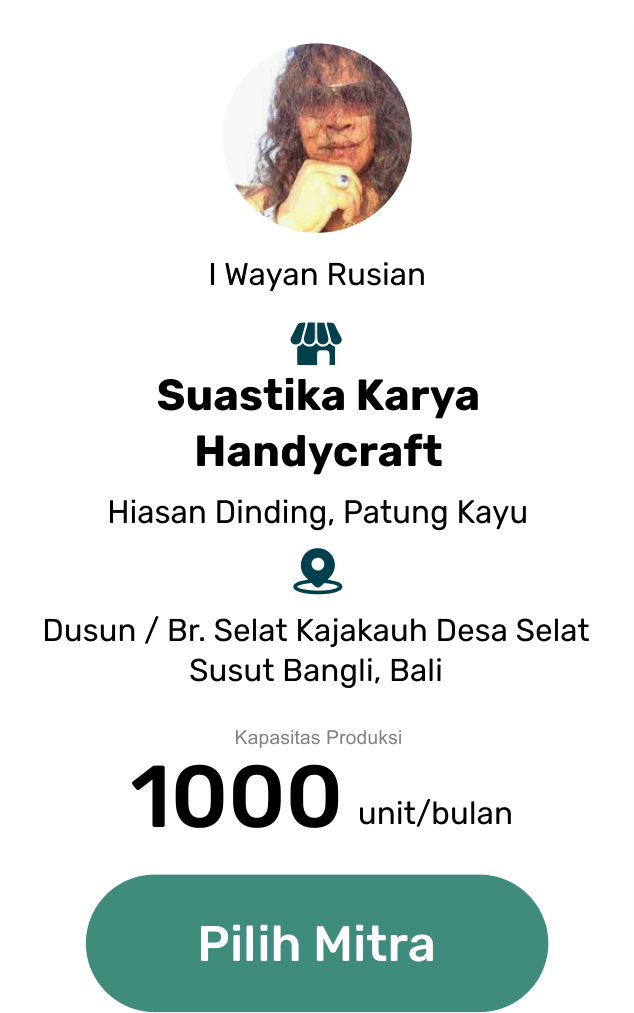 I Wayan Rusian
Suastika Karya
Handycraft
Hiasan Dinding, Patung Kayu
Dusun / Br. Selat Kajakauh Desa Selat
Susut Bangli, Bali
Kapasitas Produksi
1000 unit/bulan
Pilih Mitra